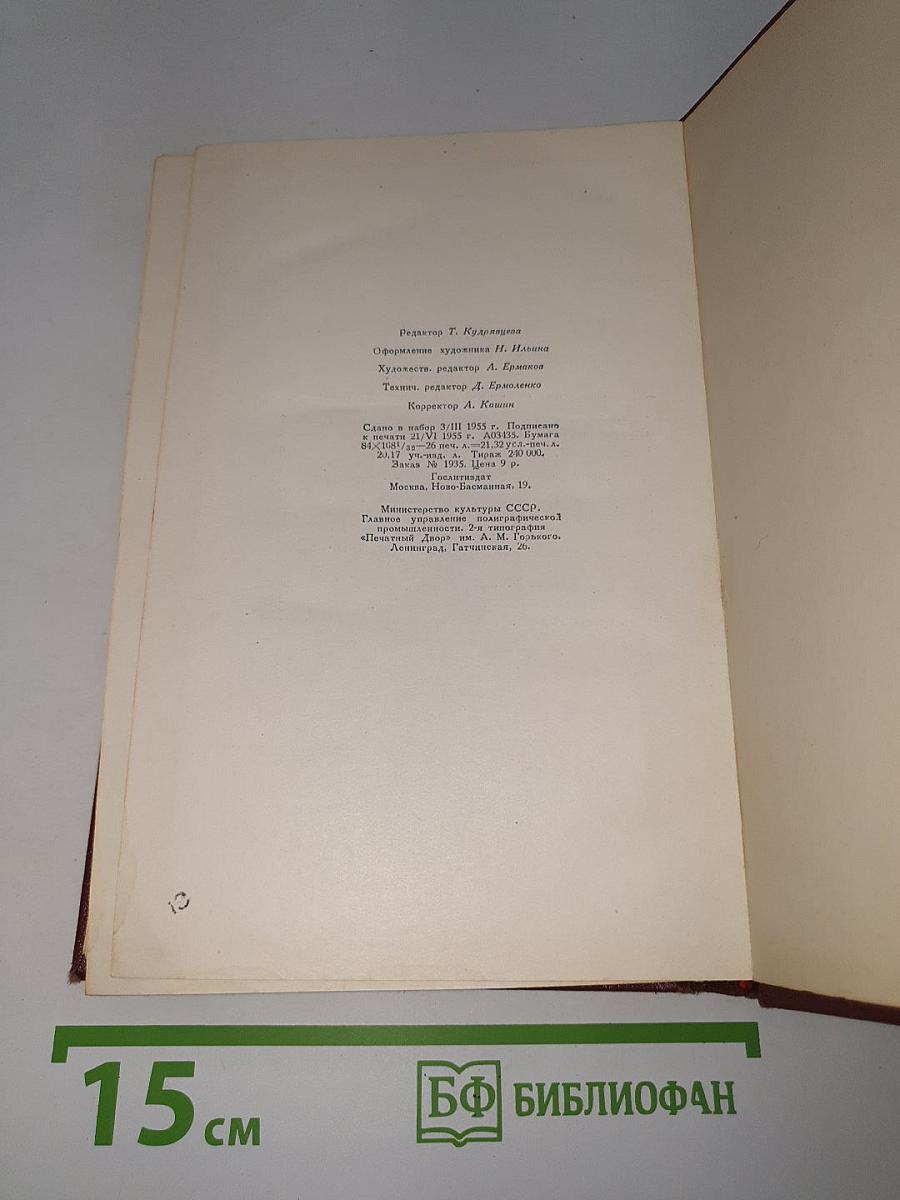 Редактор Т. Кудрявцева
Оформление художника Н. Ильина
Художеств. редактор А. Ермаков
Технич. редактор Д. Ермоленко
Корректор А. Кашин
Сдано в набор 3/III 1955 г. Подписано
к печати 21/VI 1955 г. А03435. Бумага
84×108¹/₃₂—26 печ. л.=21,32 усл.-печ. л.
20,17 уч.-изд. л. Тираж 240 000.
Заказ № 1935. Цена 9 р.
Гослитиздат
Москва, Ново-Басманная, 19.
Министерство культуры СССР.
Главное управление полиграфической
промышленности. 2-я типография
«Печатный Двор» им. А. М. Горького.
Ленинград, Гатчинская, 26.
10
15 см
БФ БИБЛИОФАН